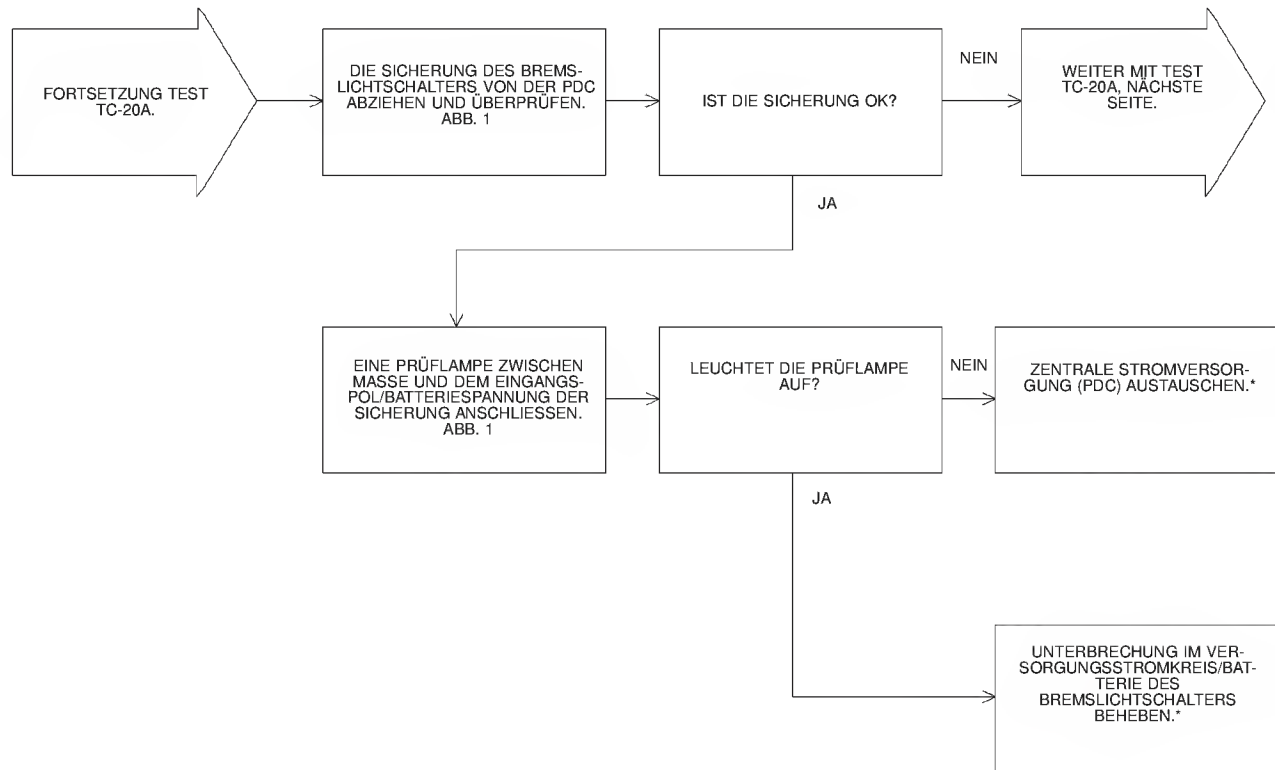 FORTSETZUNG TEST
TC-20A.
DIE SICHERUNG DES BREMS-
LICHTSCHALTERS VON DER PDC
ABZIEHEN UND ÜBERPRÜFEN.
ABB. 1
IST DIE SICHERUNG OK?
NEIN
WEITER MIT TEST
TC-20A, NÄCHSTE
SEITE.
JA
EINE PRÜFLAMPE ZWISCHEN
MASSE UND DEM EINGANGS-
POL/BATTERIESPANNUNG DER
SICHERUNG ANSCHLIESSEN.
ABB. 1
LEUCHTET DIE PRÜFLAMPE
AUF?
NEIN
ZENTRALE STROMVERSOR-
GUNG (PDC) AUSTAUSCHEN.*
JA
UNTERBRECHUNG IM VER-
SORGUNGSSTROMKREIS/BAT-
TERIE DES
BREMSLICHTSCHALTERS
BEHEBEN.*